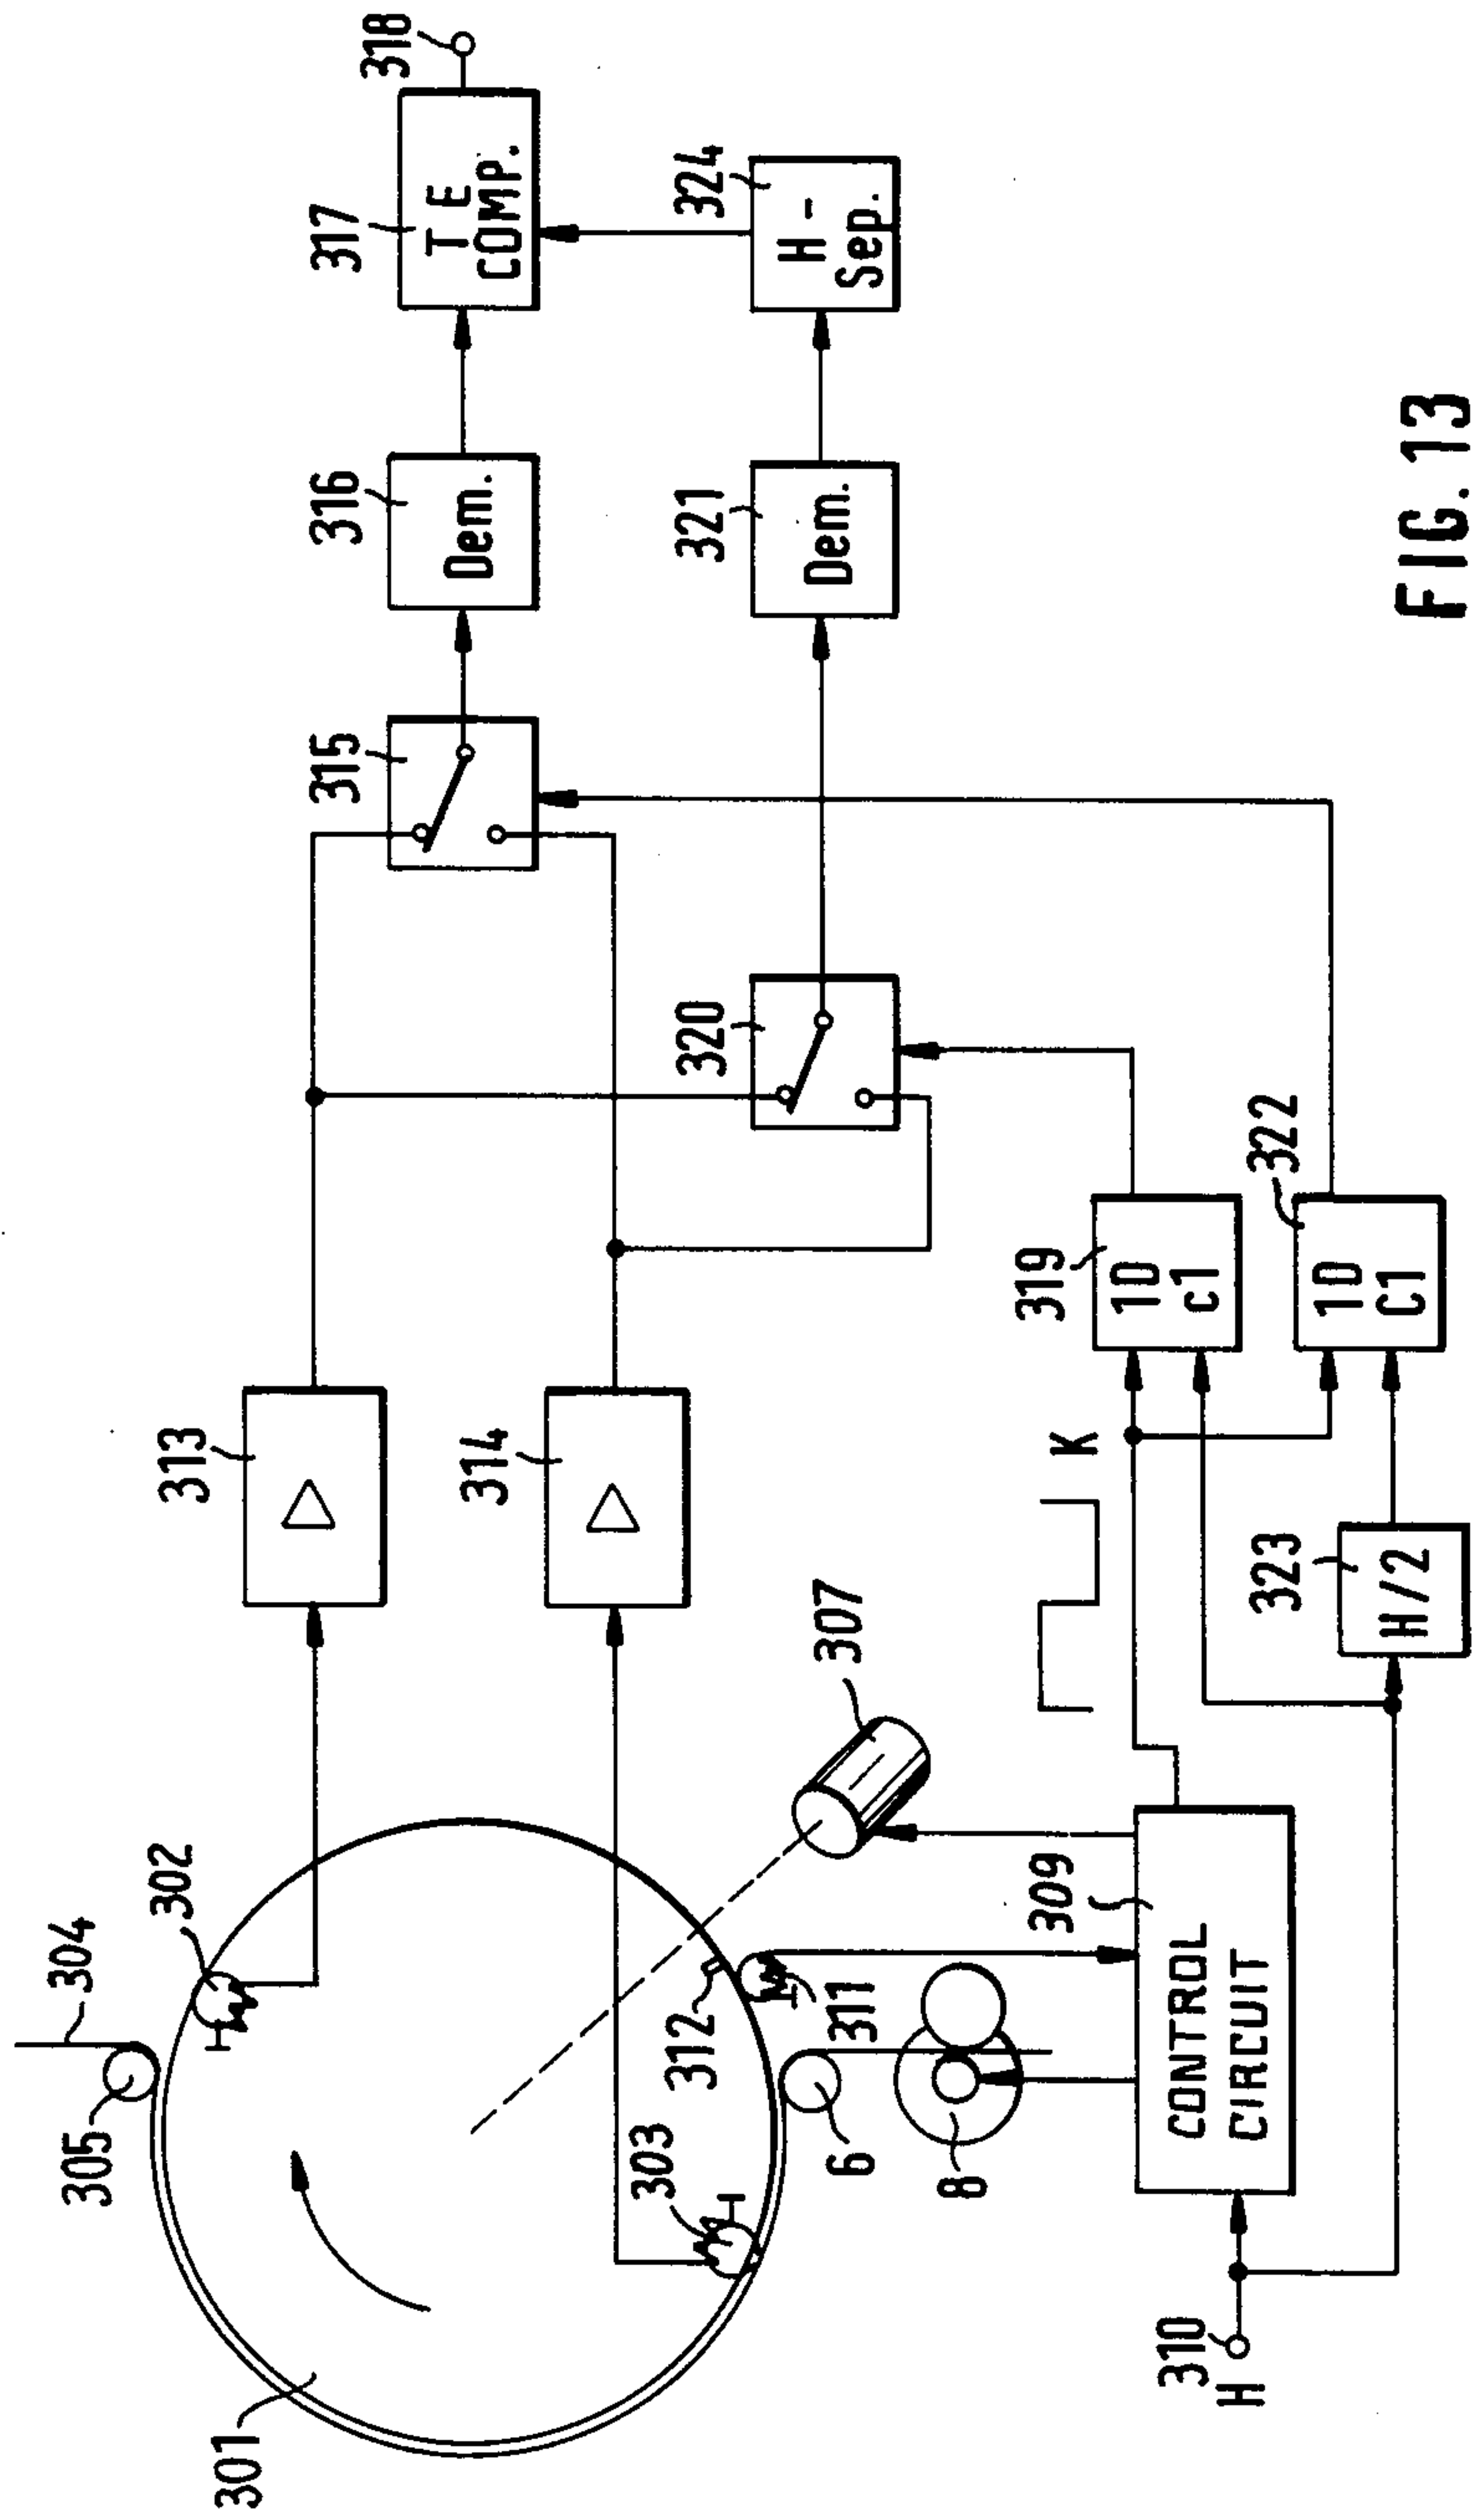 304
302
305
301
313
315
316
317
318
TE
COMP.
Dem.
314
303
312
311
307
320
321
324
Dem.
H -
Sep.
6
8
309
K
319
1D
c1
CONTROL
CIRCUIT
310
H
323
H/2
322
1D
C1
FIG. 13